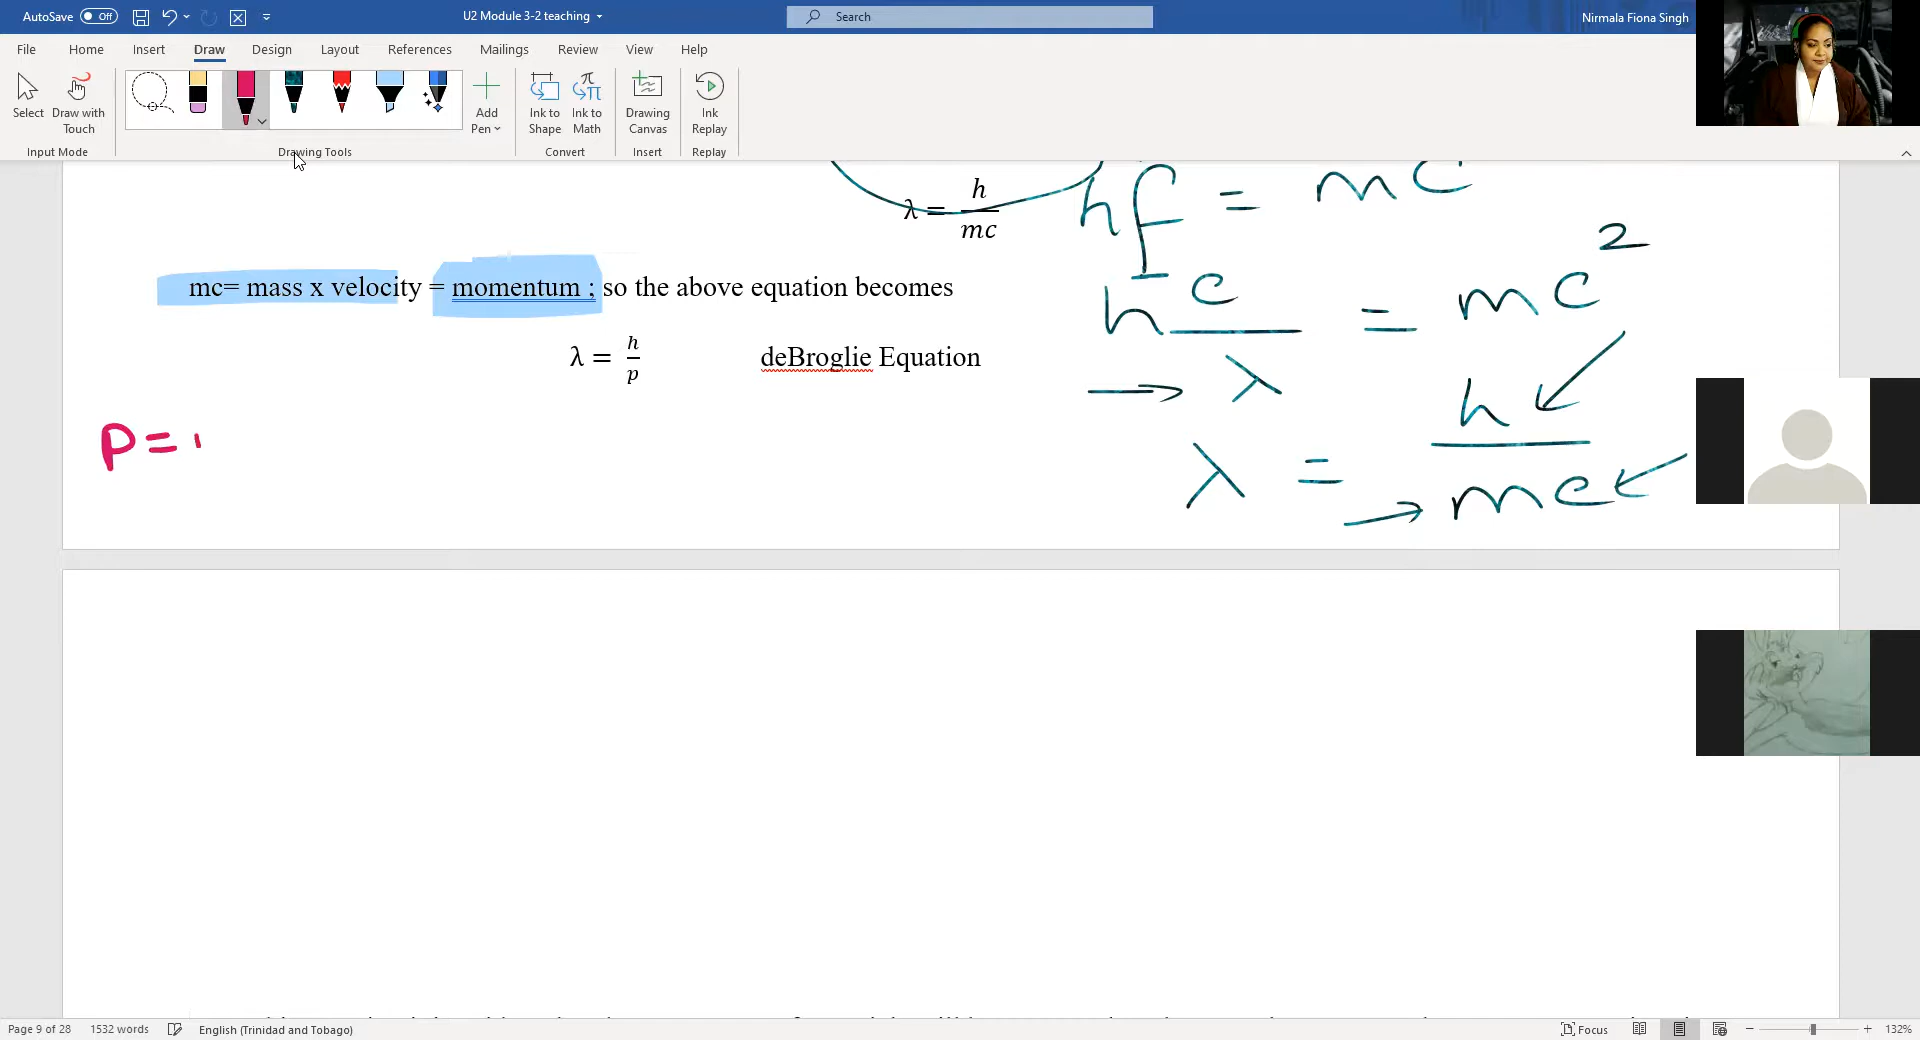 AutoSave Off U2 Module 3-2 teaching Search Nirmala Fiona Singh
File Home Insert Draw Design Layout References Mailings Review View Help
Select Draw with Touch Add Pen Ink to Shape Ink to Math Drawing Canvas Ink Replay
Input Mode Drawing Tools Convert Insert Replay
λ = h/mc
hf = mc
mc= mass x velocity = momentum ; so the above equation becomes
hc/λ = mc²
λ = h/p deBroglie Equation
λ = h/mc
P =
Page 9 of 28 1532 words English (Trinidad and Tobago) Focus 132%